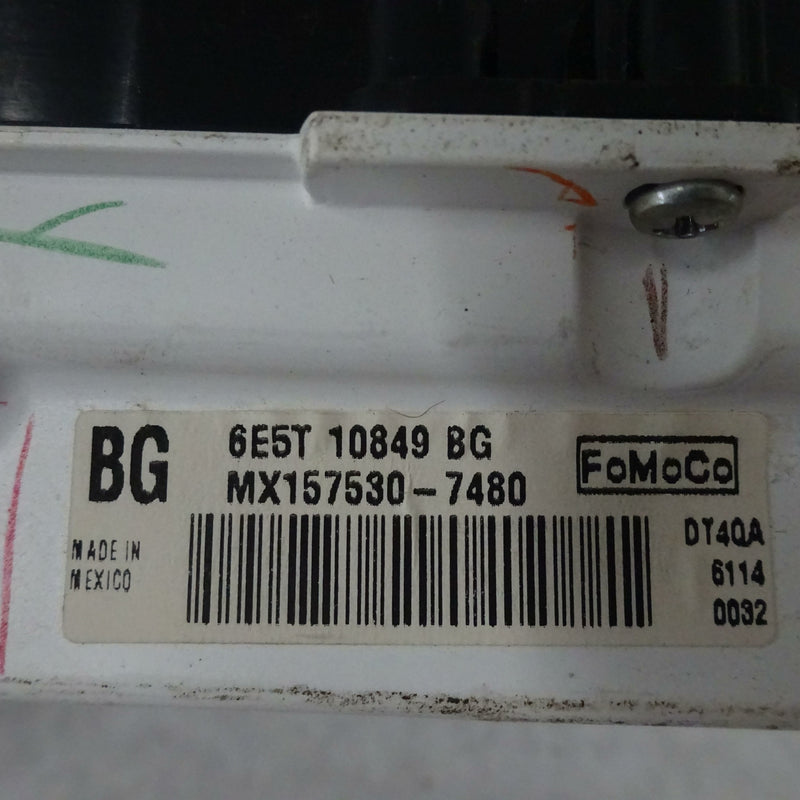 BG
6E5T 10849 BG
MX157530-7480
FoMoCo
MADE IN
MEXICO
DT4QA
6114
0032